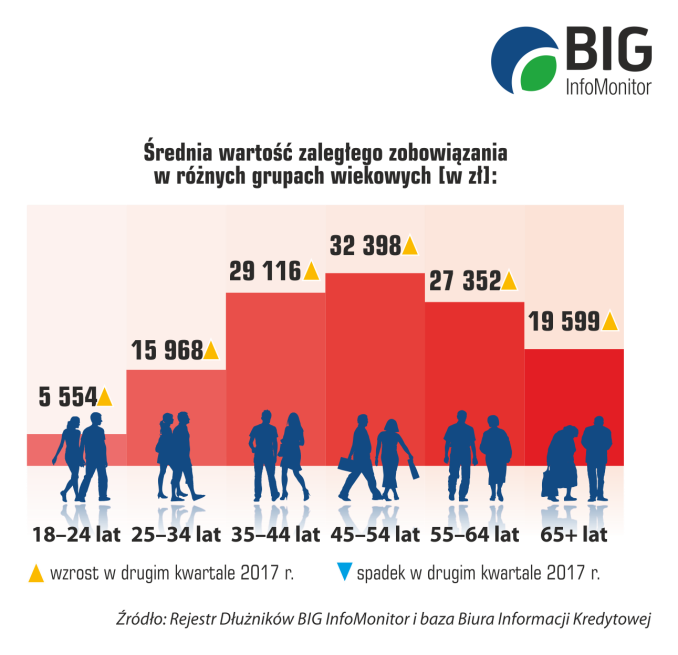 BIG
InfoMonitor
Średnia wartość zaległego zobowiązania
w różnych grupach wiekowych [w zł]:
5 554
15 968
29 116
32 398
27 352
19 599
18–24 lat 25–34 lat 35–44 lat 45–54 lat 55–64 lat 65+ lat
wzrost w drugim kwartale 2017 r. spadek w drugim kwartale 2017 r.
Źródło: Rejestr Dłużników BIG InfoMonitor i baza Biura Informacji Kredytowej